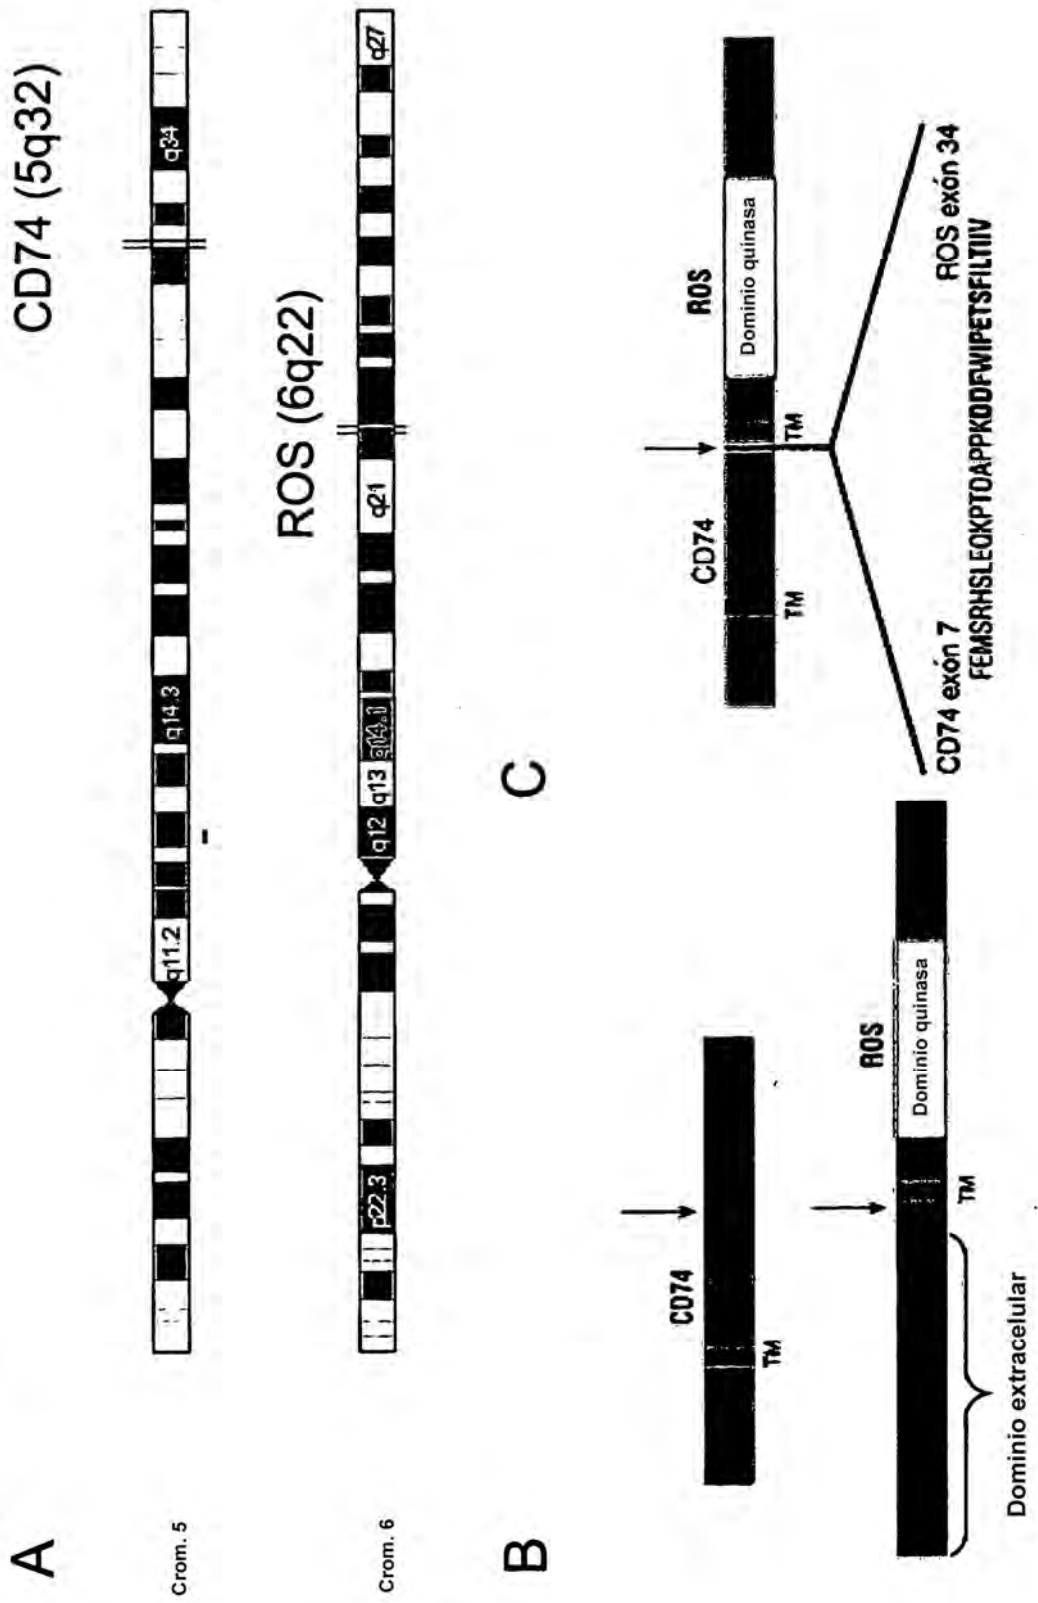 A
CD74 (5q32)
Crom. 5
q11.2
q14.3
q34
ROS (6q22)
Crom. 6
p22.3
q12
q13
q14.1
q21
q27
B
CD74
TM
ROS
Dominio quinasa
TM
Dominio extracelular
C
CD74
ROS
Dominio quinasa
TM
TM
CD74 exón 7
ROS exón 34
FEMSRHSLEQKPTDAPPKDDFWIPETSFILTIIV